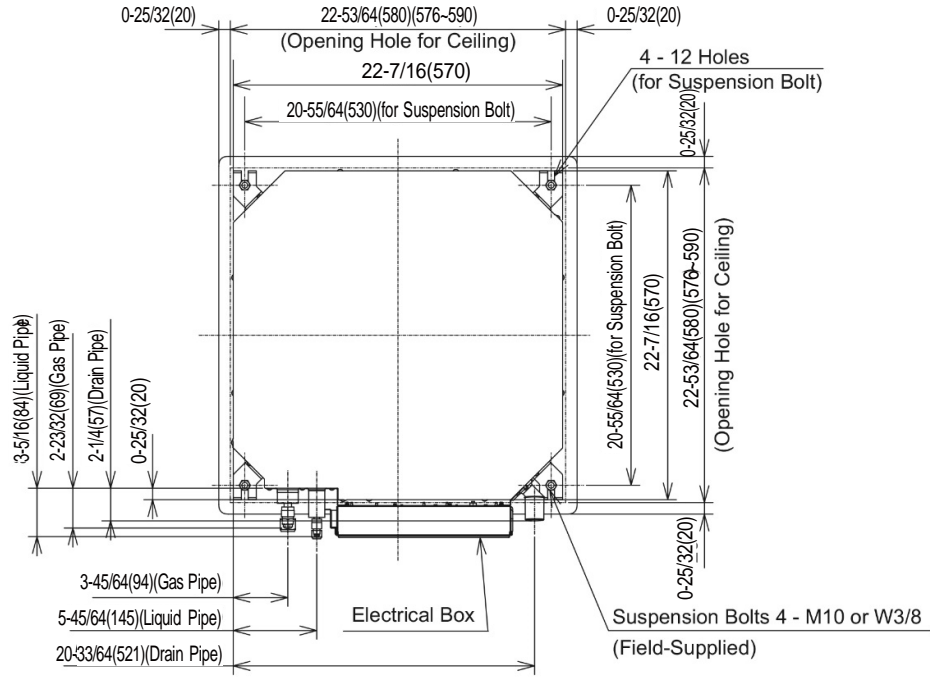 0-25/32(20)
22-53/64(580)(576~590)
0-25/32(20)
(Opening Hole for Ceiling)
22-7/16(570)
4 - 12 Holes
(for Suspension Bolt)
20-55/64(530)(for Suspension Bolt)
0-25/32(20)
20-55/64(530)(for Suspension Bolt)
22-7/16(570)
22-53/64(580)(576~590)
(Opening Hole for Ceiling)
3-5/16(84)(Liquid Pipe)
2-23/32(69)(Gas Pipe)
2-1/4(57)(Drain Pipe)
0-25/32(20)
0-25/32(20)
3-45/64(94)(Gas Pipe)
5-45/64(145)(Liquid Pipe)
Electrical Box
20-33/64(521)(Drain Pipe)
Suspension Bolts 4 - M10 or W3/8
(Field-Supplied)